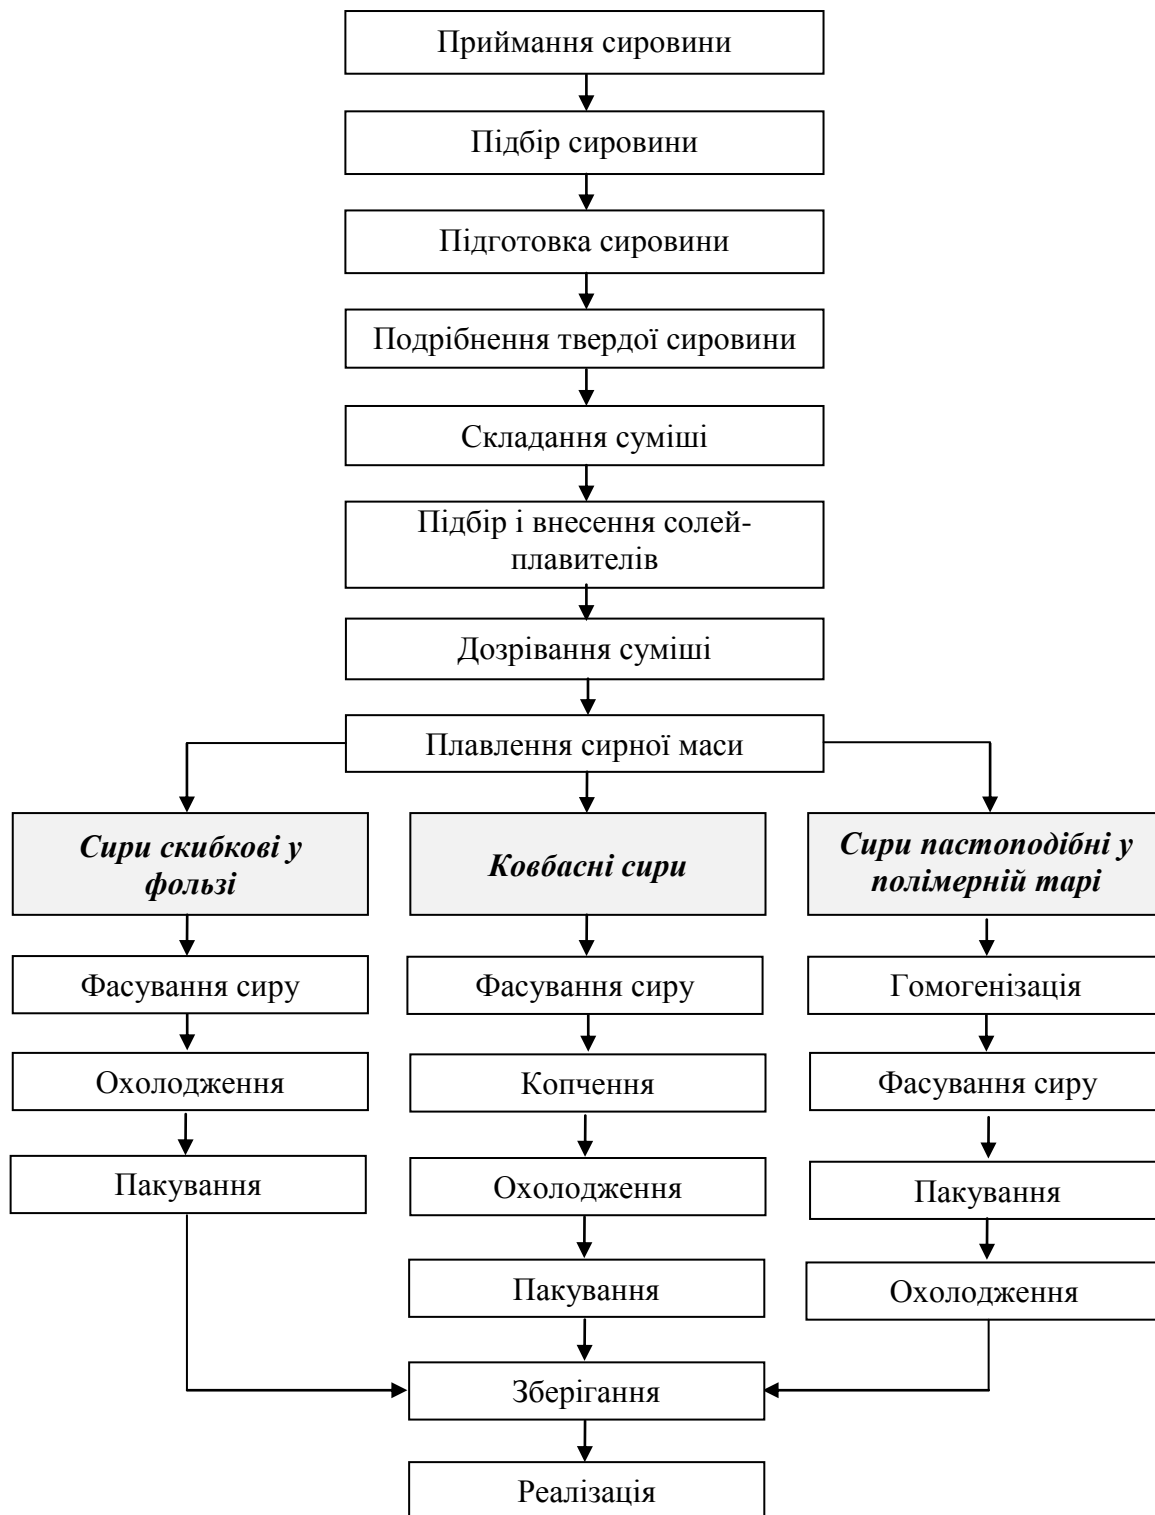 Приймання сировини
Підбір сировини
Підготовка сировини
Подрібнення твердої сировини
Складання суміші
Підбір і внесення солей-
плавителів
Дозрівання суміші
Плавлення сирної маси
Сири скибкові у
фользі
Фасування сиру
Охолодження
Пакування
Ковбасні сири
Фасування сиру
Копчення
Охолодження
Пакування
Сири пастоподібні у
полімерній тарі
Гомогенізація
Фасування сиру
Пакування
Охолодження
Зберігання
Реалізація